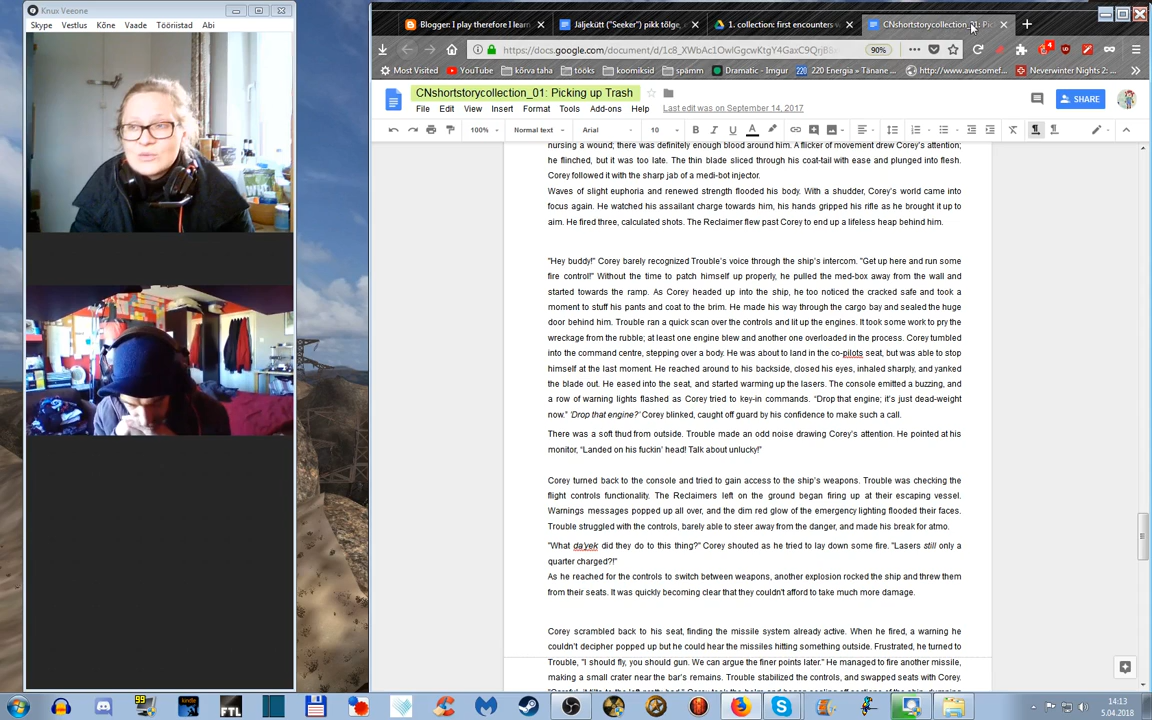 Knux Veeone
Skype Vestlus Kõne Vaade Tööriistad Abi
Blogger: I play therefore I learn
Jäljekütt ("Seeker") pikk tõlge,
1. collection: first encounters
CNshortstorycollection_01: Pic
https://docs.google.com/document/d/1c8_XWbAc1OwlGgcwKtgY4GaxC9QrjB
90%
Most Visited YouTube kõrva taha tööks koomiksid spämm Dramatic - Imgur 220 Energia » Tänane ... http://www.awesomef... Neverwinter Nights 2: ...
CNshortstorycollection_01: Picking up Trash
File Edit View Insert Format Tools Add-ons Help Last edit was on September 14, 2017
SHARE
100% Normal text Arial 10 B I U A
nursing a wound; there was definitely enough blood around him. A flicker of movement drew Corey's attention;
he flinched, but it was too late. The thin blade sliced through his coat-tail with ease and plunged into flesh.
Corey followed it with the sharp jab of a medi-bot injector.
Waves of slight euphoria and renewed strength flooded his body. With a shudder, Corey's world came into
focus again. He watched his assailant charge towards him, his hands gripped his rifle as he brought it up to
aim. He fired three, calculated shots. The Reclaimer flew past Corey to end up a lifeless heap behind him.
"Hey buddy!" Corey barely recognized Trouble's voice through the ship's intercom. "Get up here and run some
fire control!" Without the time to patch himself up properly, he pulled the med-box away from the wall and
started towards the ramp. As Corey headed up into the ship, he too noticed the cracked safe and took a
moment to stuff his pants and coat to the brim. He made his way through the cargo bay and sealed the huge
door behind him. Trouble ran a quick scan over the controls and lit up the engines. It took some work to pry the
wreckage from the rubble; at least one engine blew and another one overloaded in the process. Corey tumbled
into the command centre, stepping over a body. He was about to land in the co-pilots seat, but was able to stop
himself at the last moment. He reached around to his backside, closed his eyes, inhaled sharply, and yanked
the blade out. He eased into the seat, and started warming up the lasers. The console emitted a buzzing, and
a row of warning lights flashed as Corey tried to key-in commands. "Drop that engine; it's just dead-weight
now." 'Drop that engine?' Corey blinked, caught off guard by his confidence to make such a call.
There was a soft thud from outside. Trouble made an odd noise drawing Corey's attention. He pointed at his
monitor, "Landed on his fuckin' head! Talk about unlucky!"
Corey turned back to the console and tried to gain access to the ship's weapons. Trouble was checking the
flight controls functionality. The Reclaimers left on the ground began firing up at their escaping vessel.
Warnings messages popped up all over, and the dim red glow of the emergency lighting flooded their faces.
Trouble struggled with the controls, barely able to steer away from the danger, and made his break for atmo.
"What da'yek did they do to this thing?" Corey shouted as he tried to lay down some fire. "Lasers still only a
quarter charged?!"
As he reached for the controls to switch between weapons, another explosion rocked the ship and threw them
from their seats. It was quickly becoming clear that they couldn't afford to take much more damage.
Corey scrambled back to his seat, finding the missile system already active. When he fired, a warning he
couldn't decipher popped up but he could hear the missiles hitting something outside. Frustrated, he turned to
Trouble, "I should fly, you should gun. We can argue the finer points later." He managed to fire another missile,
making a small crater near the bar's remains. Trouble stabilized the controls, and swapped seats with Corey.
FTL
14:13
5.04.2018